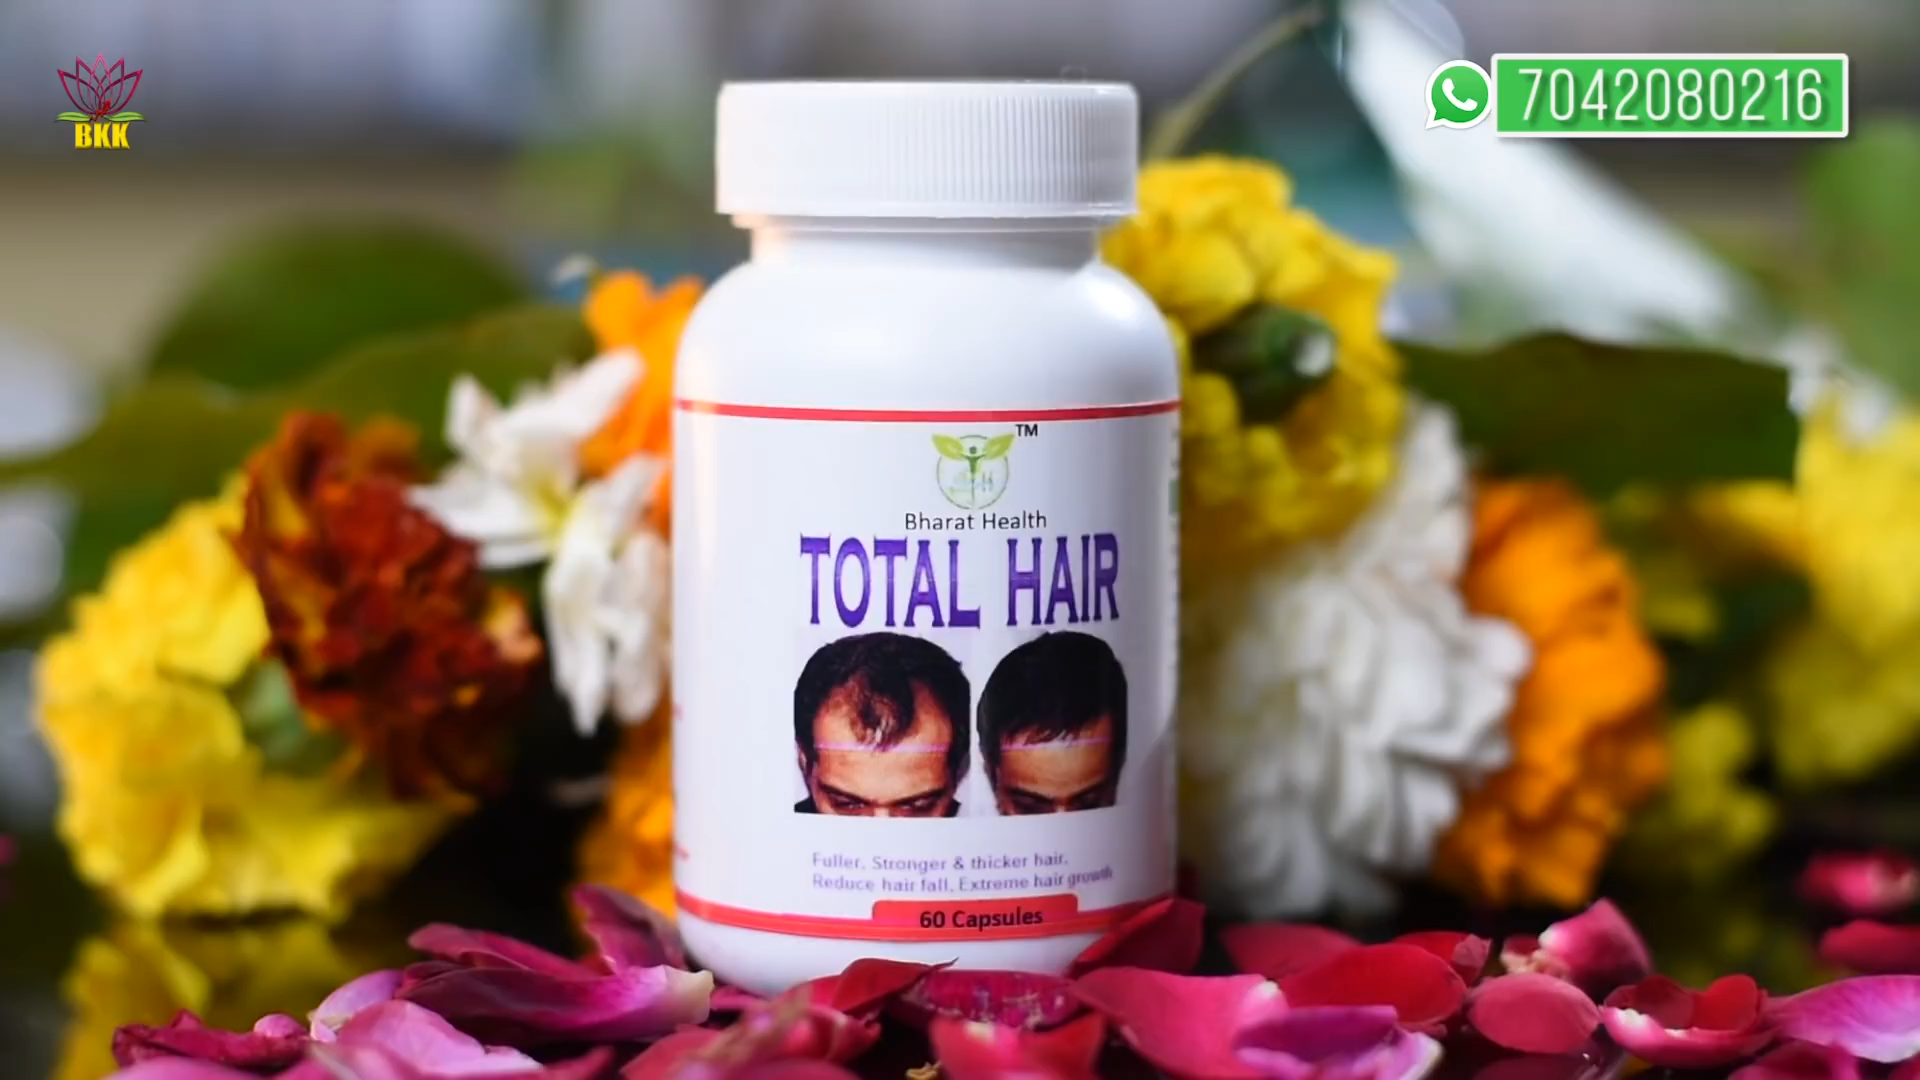 BKK
7042080216
TM
Bharat Health
TOTAL HAIR
Fuller, Stronger & thicker hair.
Reduce hair fall, Extreme hair growth
60 Capsules